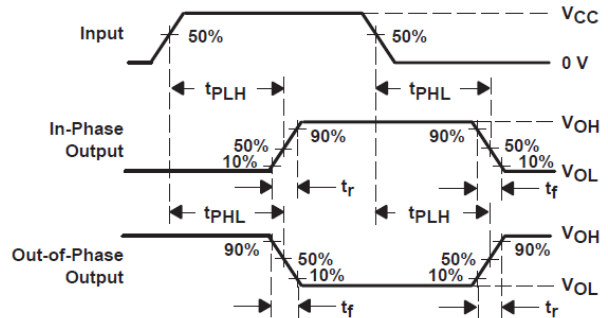 VCC
Input
50%
50%
0 V
tPLH
tPHL
In-Phase
Output
90%
90%
VOH
50%
50%
10%
10%
VOL
tr
tf
tPHL
tPLH
Out-of-Phase
Output
90%
90%
VOH
50%
50%
10%
10%
VOL
tf
tr